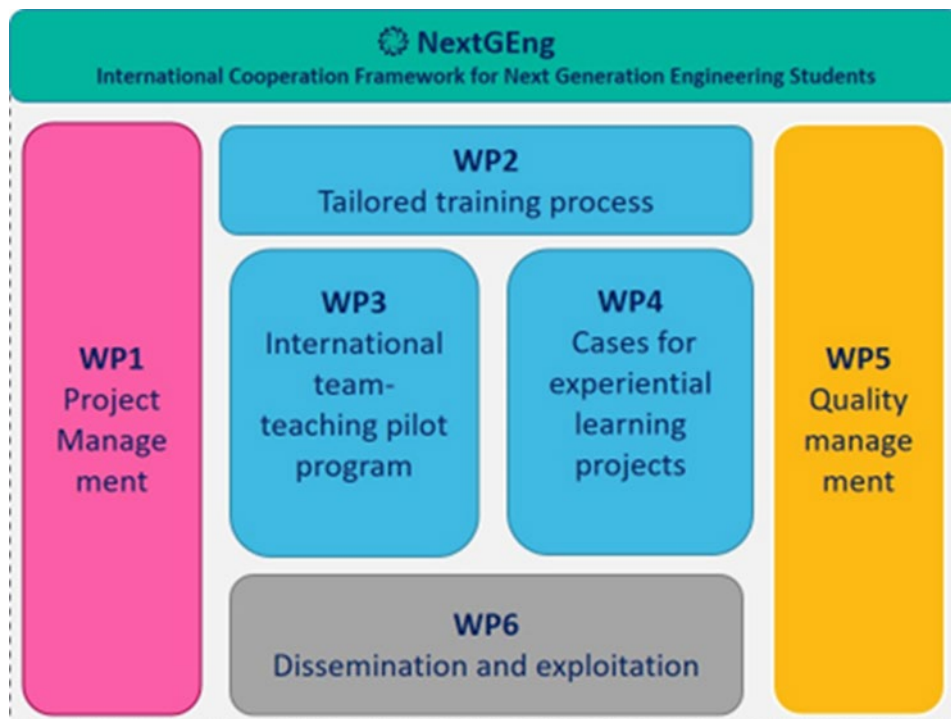 NextGEng
International Cooperation Framework for Next Generation Engineering Students
WP1
Project
Manage
ment
WP2
Tailored training process
WP3
International
team-
teaching pilot
program
WP4
Cases for
experiential
learning
projects
WP5
Quality
manage
ment
WP6
Dissemination and exploitation